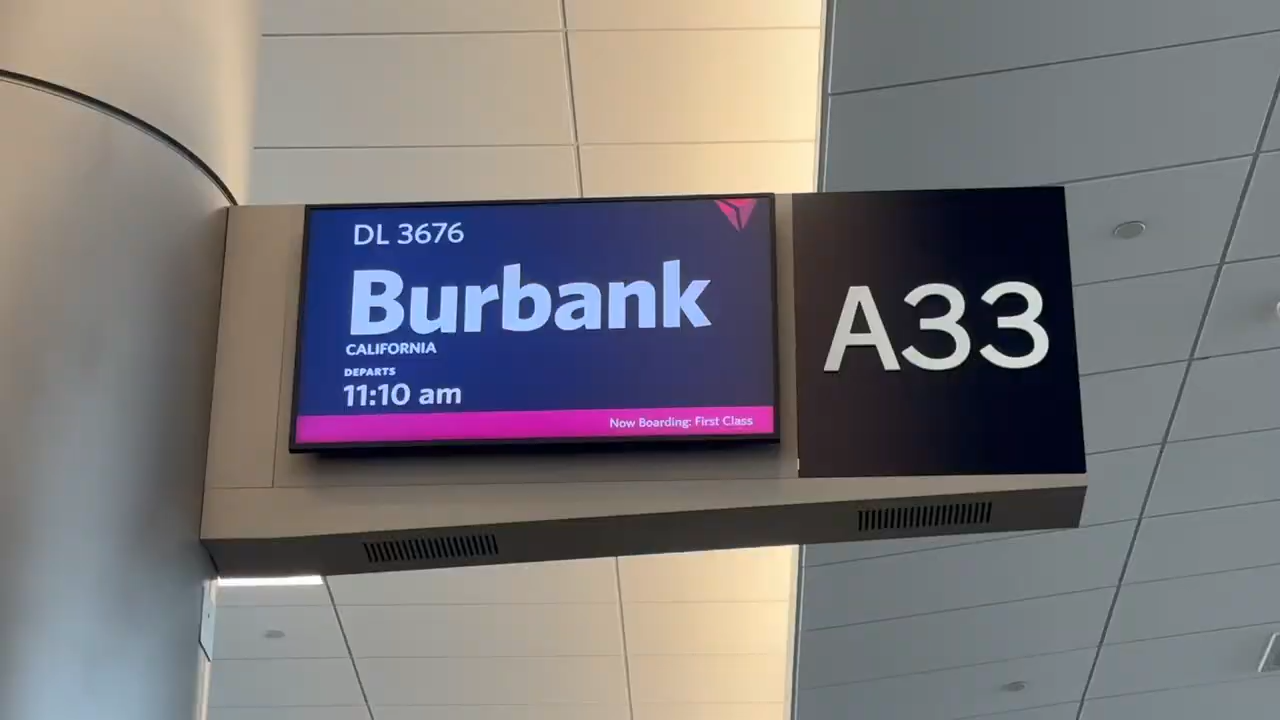 DL 3676
Burbank
CALIFORNIA
DEPARTS
11:10 am
Now Boarding: First Class
A33